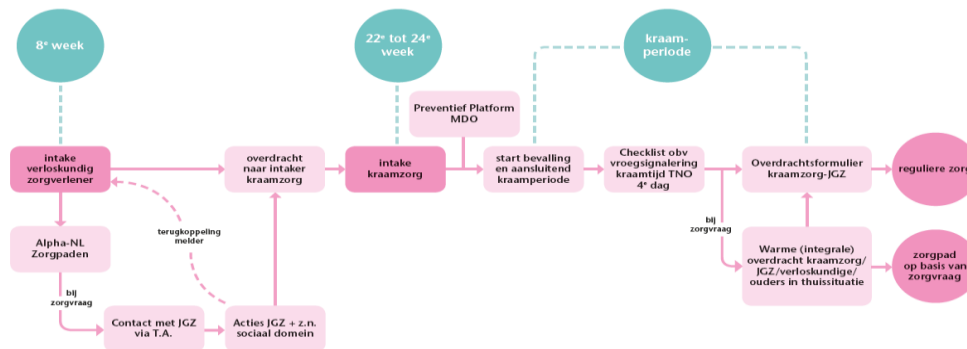 8e week
22e tot 24e
week
kraam-
periode
Preventief Platform
MDO
intake
verloskundig
zorgverlener
overdracht
naar intaker
kraamzorg
intake
kraamzorg
start bevalling
en aansluitend
kraamperiode
Checklist obv
vroegsignalering
kraamtijd TNO
4e dag
Overdrachtsformulier
kraamzorg-JGZ
reguliere zorg
bij
zorgvraag
terugkoppeling
melder
Alpha-NL
Zorgpaden
Warme (integrale)
overdracht kraamzorg/
JGZ/verloskundige/
ouders in thuissituatie
zorgpad
op basis van
zorgvraag
bij
zorgvraag
Contact met JGZ
via T.A.
Acties JGZ + z.n.
sociaal domein